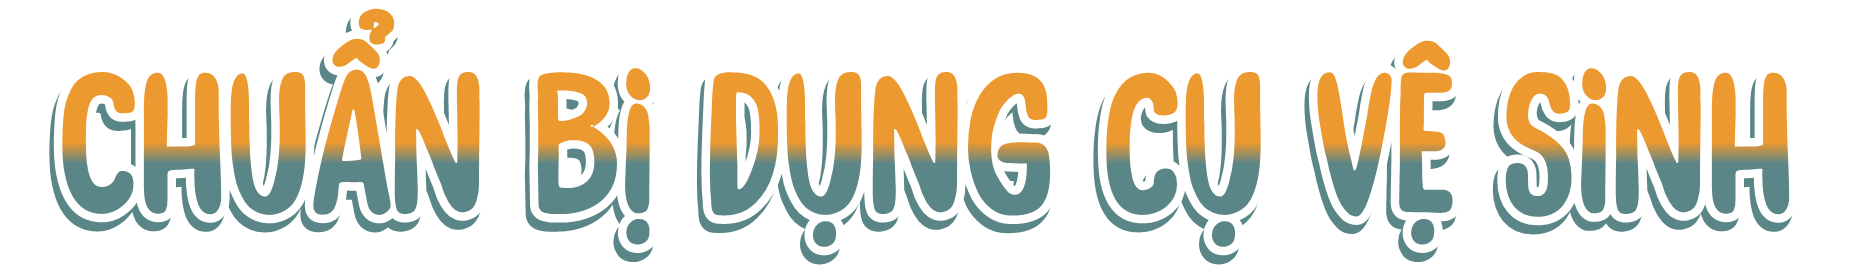 CHUẨN BỊ DỤNG CỤ VỆ SINH